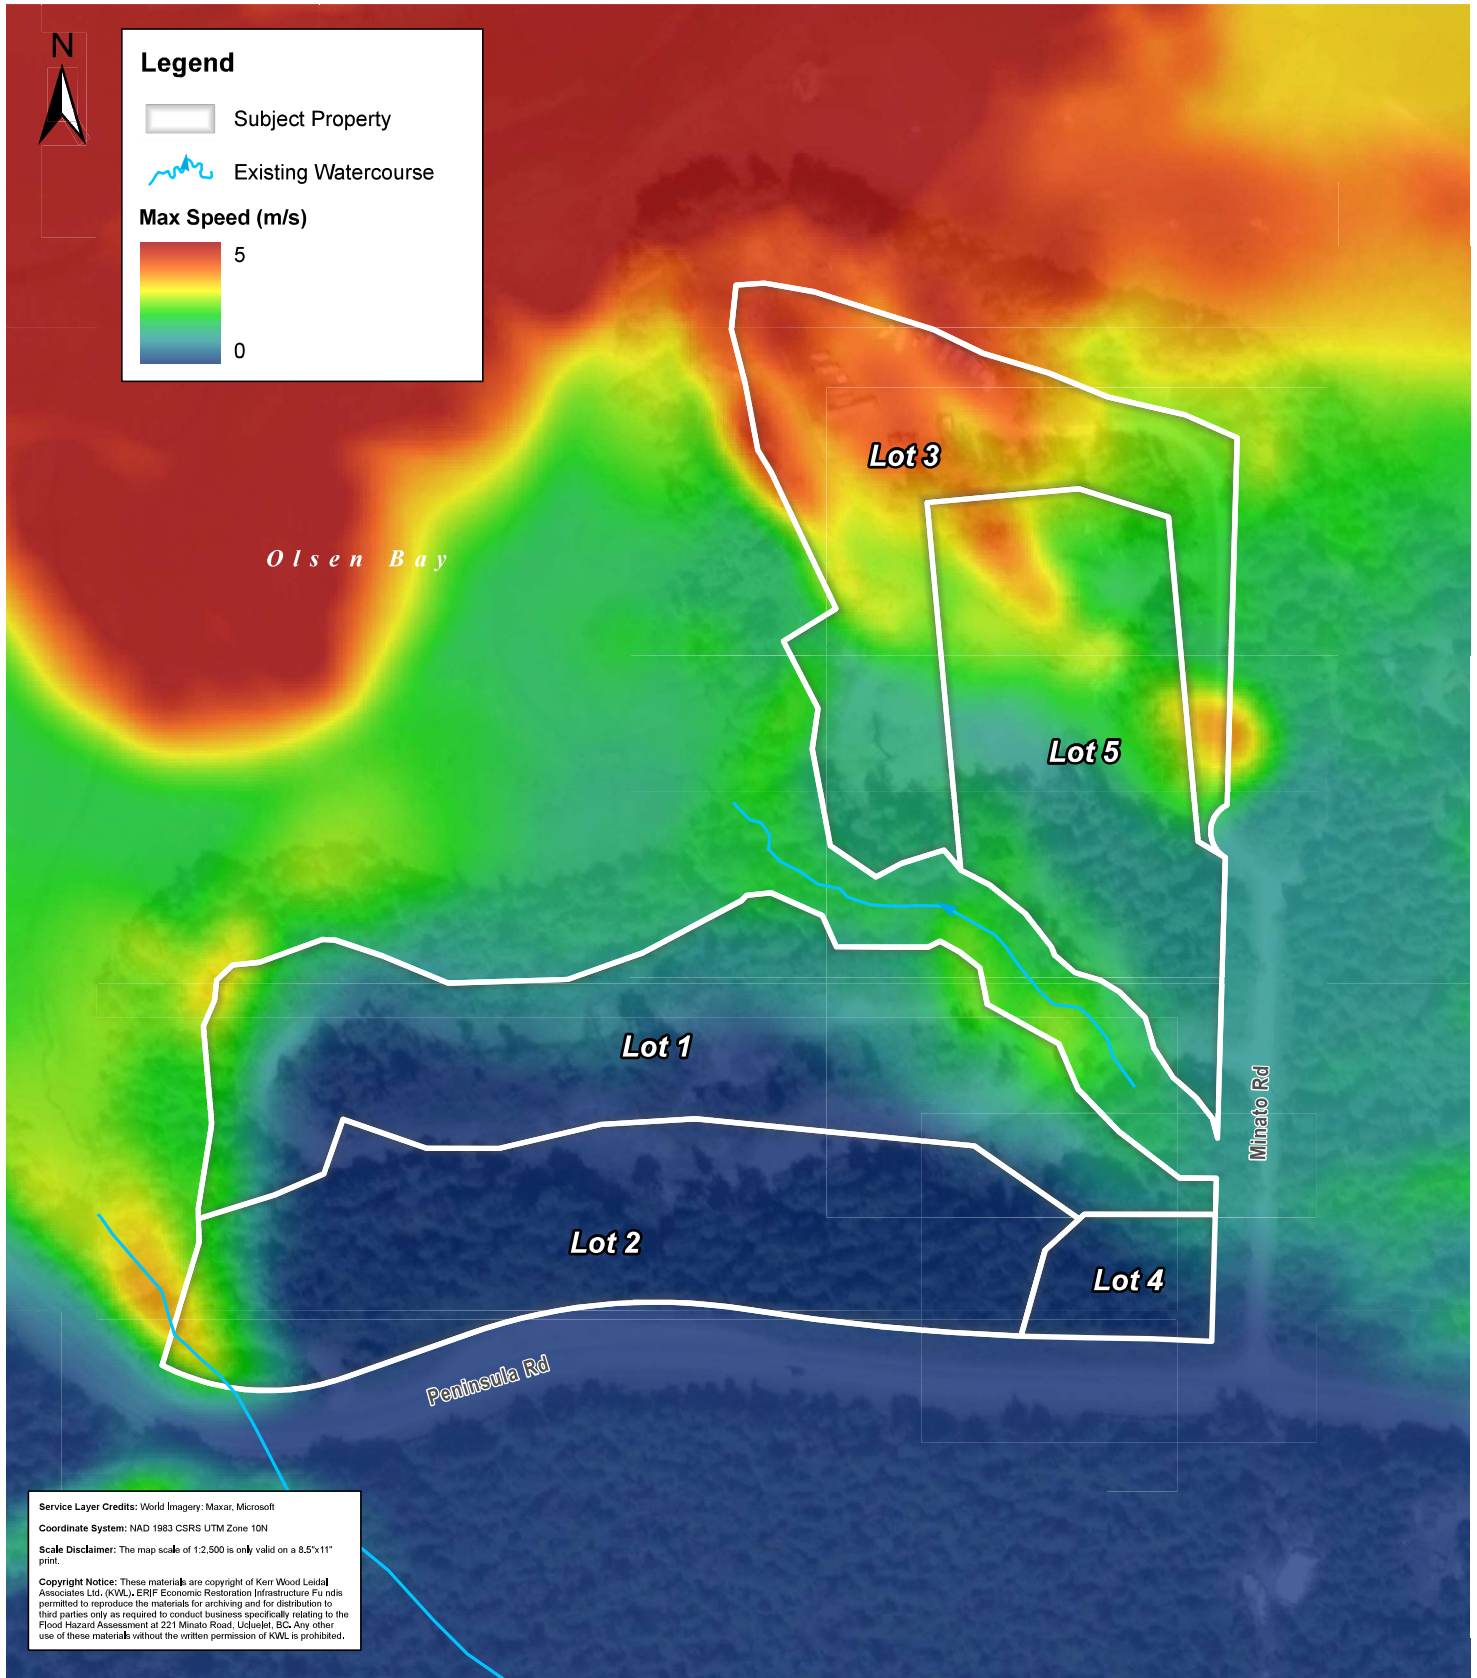 N
Legend
Subject Property
Existing Watercourse
Max Speed (m/s)
5
0
Lot 3
Olsen Bay
Lot 5
Lot 1
Minato Rd
Lot 2
Lot 4
Peninsula Rd
Service Layer Credits: World Imagery: Maxar, Microsoft
Coordinate System: NAD 1983 CSRS UTM Zone 10N
Scale Disclaimer: The map scale of 1:2,500 is only valid on a 8.5"x11"
print.
Copyright Notice: These materials are copyright of Kerr Wood Leidal
Associates Ltd. (KWL). ERIF Economic Restoration Infrastructure Fu ndis
permitted to reproduce the materials for archiving and for distribution to
third parties only as required to conduct business specifically relating to the
Flood Hazard Assessment at 221 Minato Road, Ucluelet, BC. Any other
use of these materials without the written permission of KWL is prohibited.